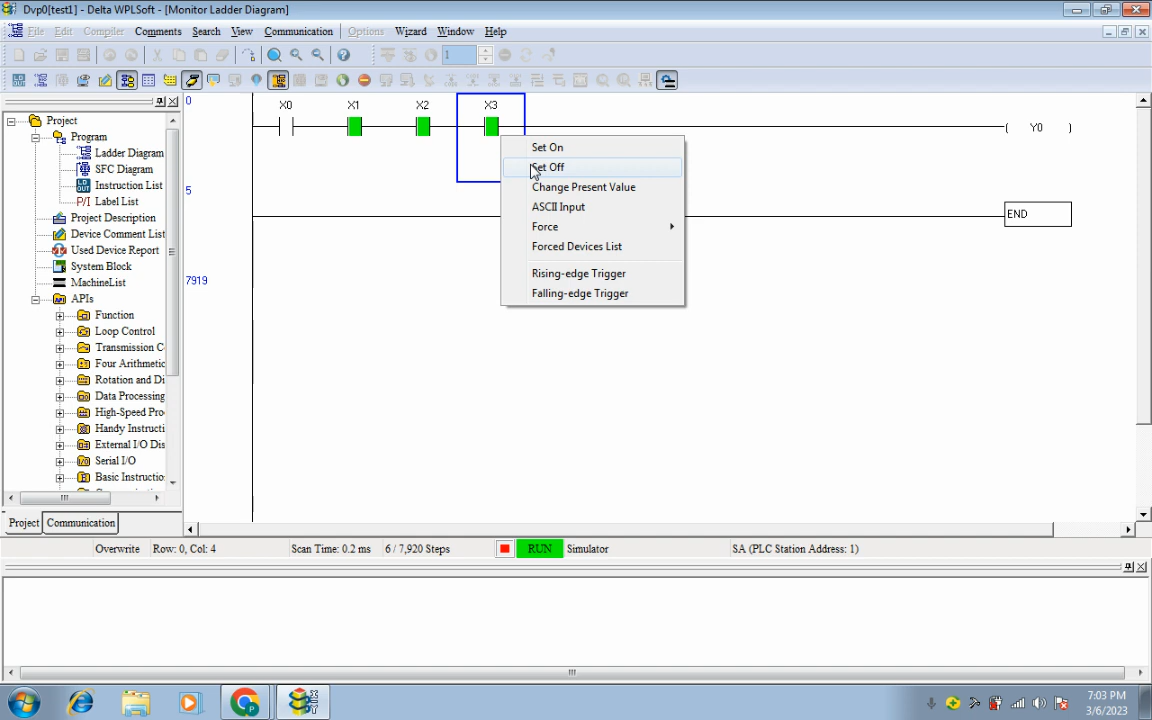 Dvp0[test1] - Delta WPLSoft - [Monitor Ladder Diagram]
File Edit Compiler Comments Search View Communication Options Wizard Window Help
1
Project
Program
Ladder Diagram
SFC Diagram
Instruction List
P/I Label List
Project Description
Device Comment List
Used Device Report
System Block
MachineList
APIs
Function
Loop Control
Transmission C
Four Arithmetic
Rotation and Di
Data Processing
High-Speed Pro
Handy Instructi
External I/O Dis
Serial I/O
Basic Instructio
Project Communication
0
X0 X1 X2 X3
( Y0 )
5
END
7919
Set On
Set Off
Change Present Value
ASCII Input
Force
Forced Devices List
Rising-edge Trigger
Falling-edge Trigger
Overwrite Row: 0, Col: 4 Scan Time: 0.2 ms 6 / 7,920 Steps RUN Simulator SA (PLC Station Address: 1)
7:03 PM
3/6/2023